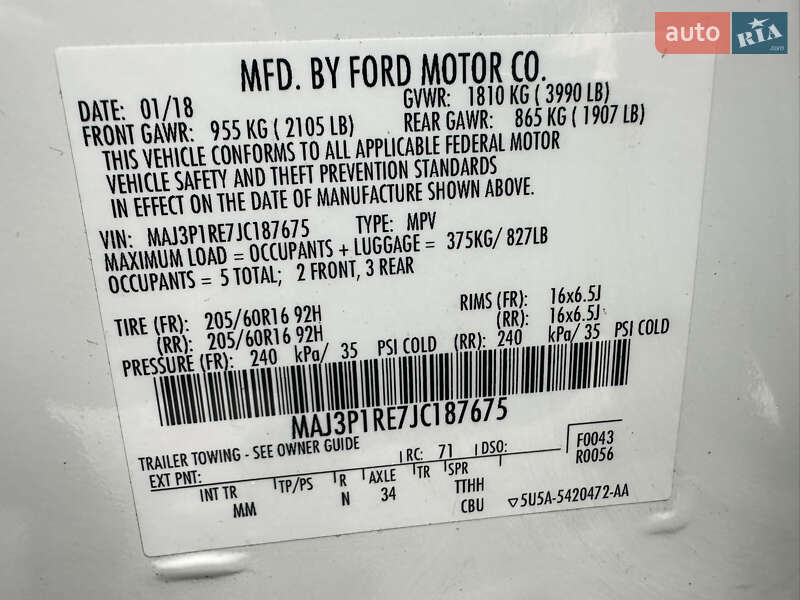 auto RIA .com
MFD. BY FORD MOTOR CO.
DATE: 01/18 GVWR: 1810 KG ( 3990 LB)
FRONT GAWR: 955 KG ( 2105 LB) REAR GAWR: 865 KG ( 1907 LB)
THIS VEHICLE CONFORMS TO ALL APPLICABLE FEDERAL MOTOR
VEHICLE SAFETY AND THEFT PREVENTION STANDARDS
IN EFFECT ON THE DATE OF MANUFACTURE SHOWN ABOVE.
VIN: MAJ3P1RE7JC187675 TYPE: MPV
MAXIMUM LOAD = OCCUPANTS + LUGGAGE = 375KG/ 827LB
OCCUPANTS = 5 TOTAL; 2 FRONT, 3 REAR
TIRE (FR): 205/60R16 92H RIMS (FR): 16x6.5J
(RR): 205/60R16 92H (RR): 16x6.5J
PRESSURE (FR): 240 kPa/ 35 PSI COLD (RR): 240 kPa/ 35 PSI COLD
MAJ3P1RE7JC187675
TRAILER TOWING - SEE OWNER GUIDE F0043
EXT PNT: RC: 71 DSO: R0056
INT TR TP/PS R AXLE TR SPR
MM N 34 TTHH
CBU 5U5A-5420472-AA